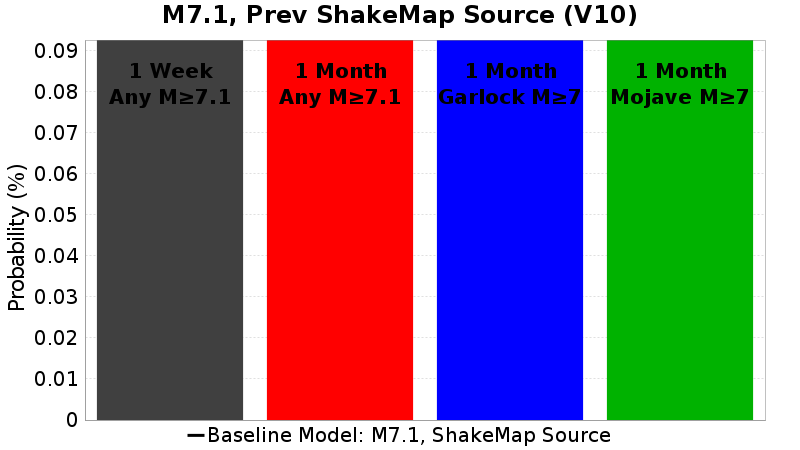 M7.1, Prev ShakeMap Source (V10)
0.09
0.08
0.07
0.06
0.05
0.04
0.03
0.02
0.01
0
Probability (%)
1 Week
Any M≥7.1
1 Month
Any M≥7.1
1 Month
Garlock M≥7
1 Month
Mojave M≥7
Baseline Model: M7.1, ShakeMap Source